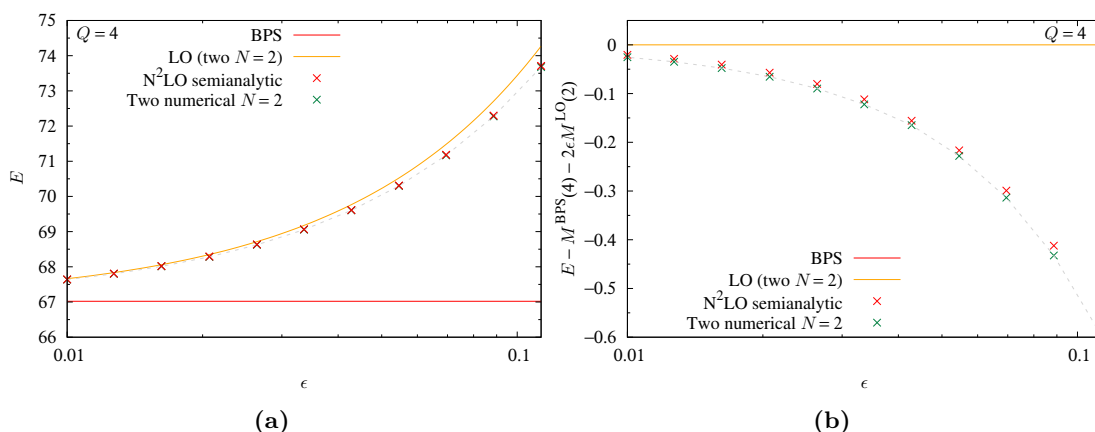 Q = 4
BPS
LO (two N = 2)
N²LO semianalytic
Two numerical N = 2
E
75
74
73
72
71
70
69
68
67
66
0.01
0.1
ϵ
(a)
Q = 4
E − M^BPS(4) − 2ϵM^LO(2)
0
−0.1
−0.2
−0.3
−0.4
−0.5
−0.6
BPS
LO (two N = 2)
N²LO semianalytic
Two numerical N = 2
0.01
0.1
ϵ
(b)